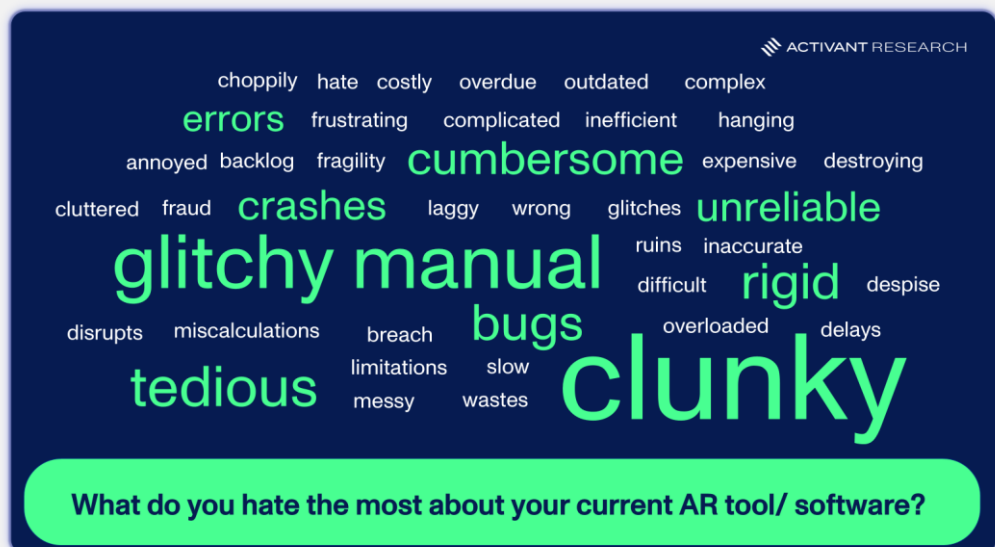 ACTIVANT RESEARCH
choppily hate costly overdue outdated complex
errors frustrating complicated inefficient hanging
annoyed backlog fragility cumbersome expensive destroying
cluttered fraud crashes laggy wrong glitches unreliable
glitchy manual ruins inaccurate
difficult rigid despise
disrupts miscalculations breach bugs overloaded delays
tedious limitations slow clunky
messy wastes
What do you hate the most about your current AR tool/ software?